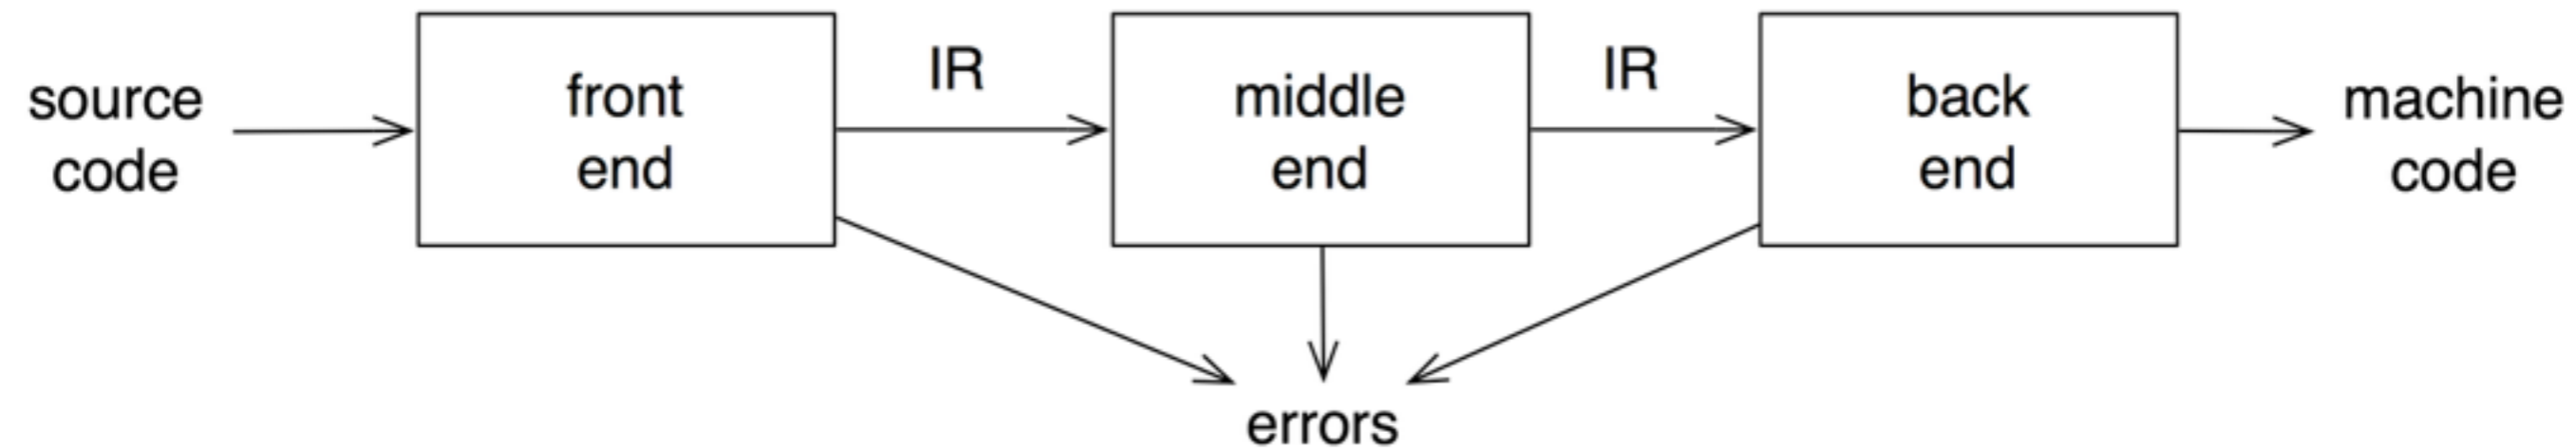 source
code
front
end
IR
middle
end
IR
back
end
machine
code
errors